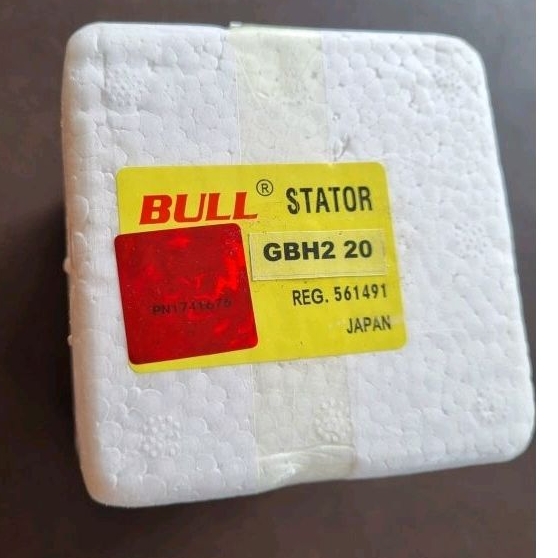 BULL® STATOR
GBH2 20
REG. 561491
JAPAN